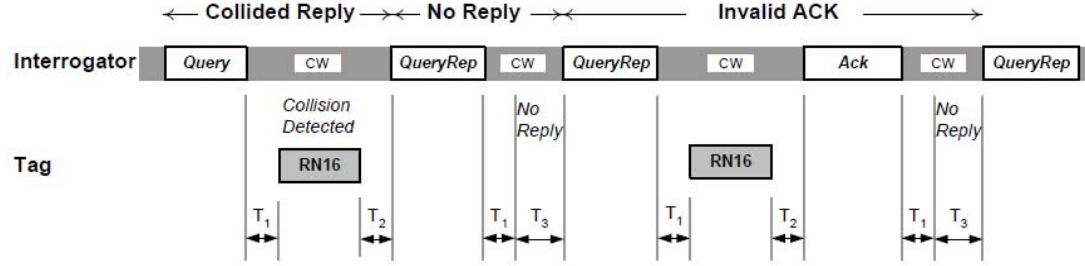 Collided Reply No Reply Invalid ACK
Interrogator Query CW QueryRep CW QueryRep CW Ack CW QueryRep
Collision Detected
No Reply
No Reply
Tag RN16 RN16
T1 T2 T1 T3 T1 T2 T1 T3